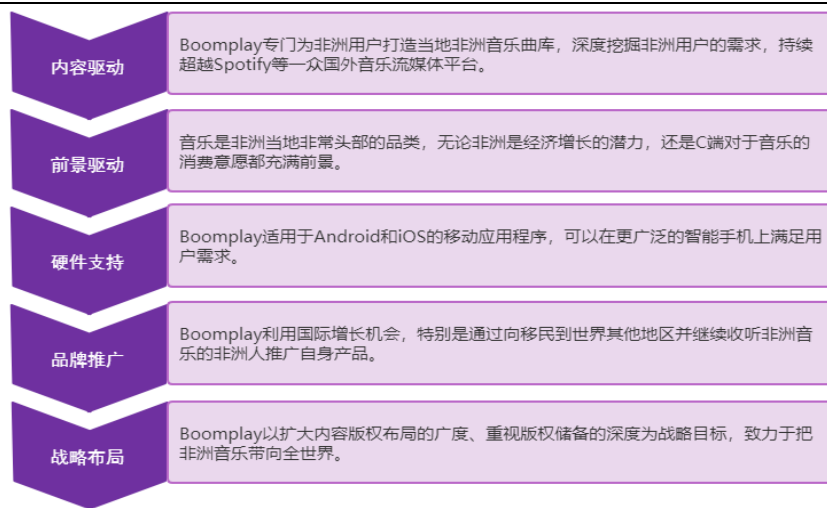 内容驱动
Boomplay专门为非洲用户打造当地非洲音乐曲库，深度挖掘非洲用户的需求，持续
超越Spotify等一众国外音乐流媒体平台。
前景驱动
音乐是非洲当地非常头部的品类，无论非洲是经济增长的潜力，还是C端对于音乐的
消费意愿都充满前景。
硬件支持
Boomplay适用于Android和iOS的移动应用程序，可以在更广泛的智能手机上满足用
户需求。
品牌推广
Boomplay利用国际增长机会，特别是通过向移民到世界其他地区并继续收听非洲音
乐的非洲人推广自身产品。
战略布局
Boomplay以扩大内容版权布局的广度、重视版权储备的深度为战略目标，致力于把
非洲音乐带向全世界。